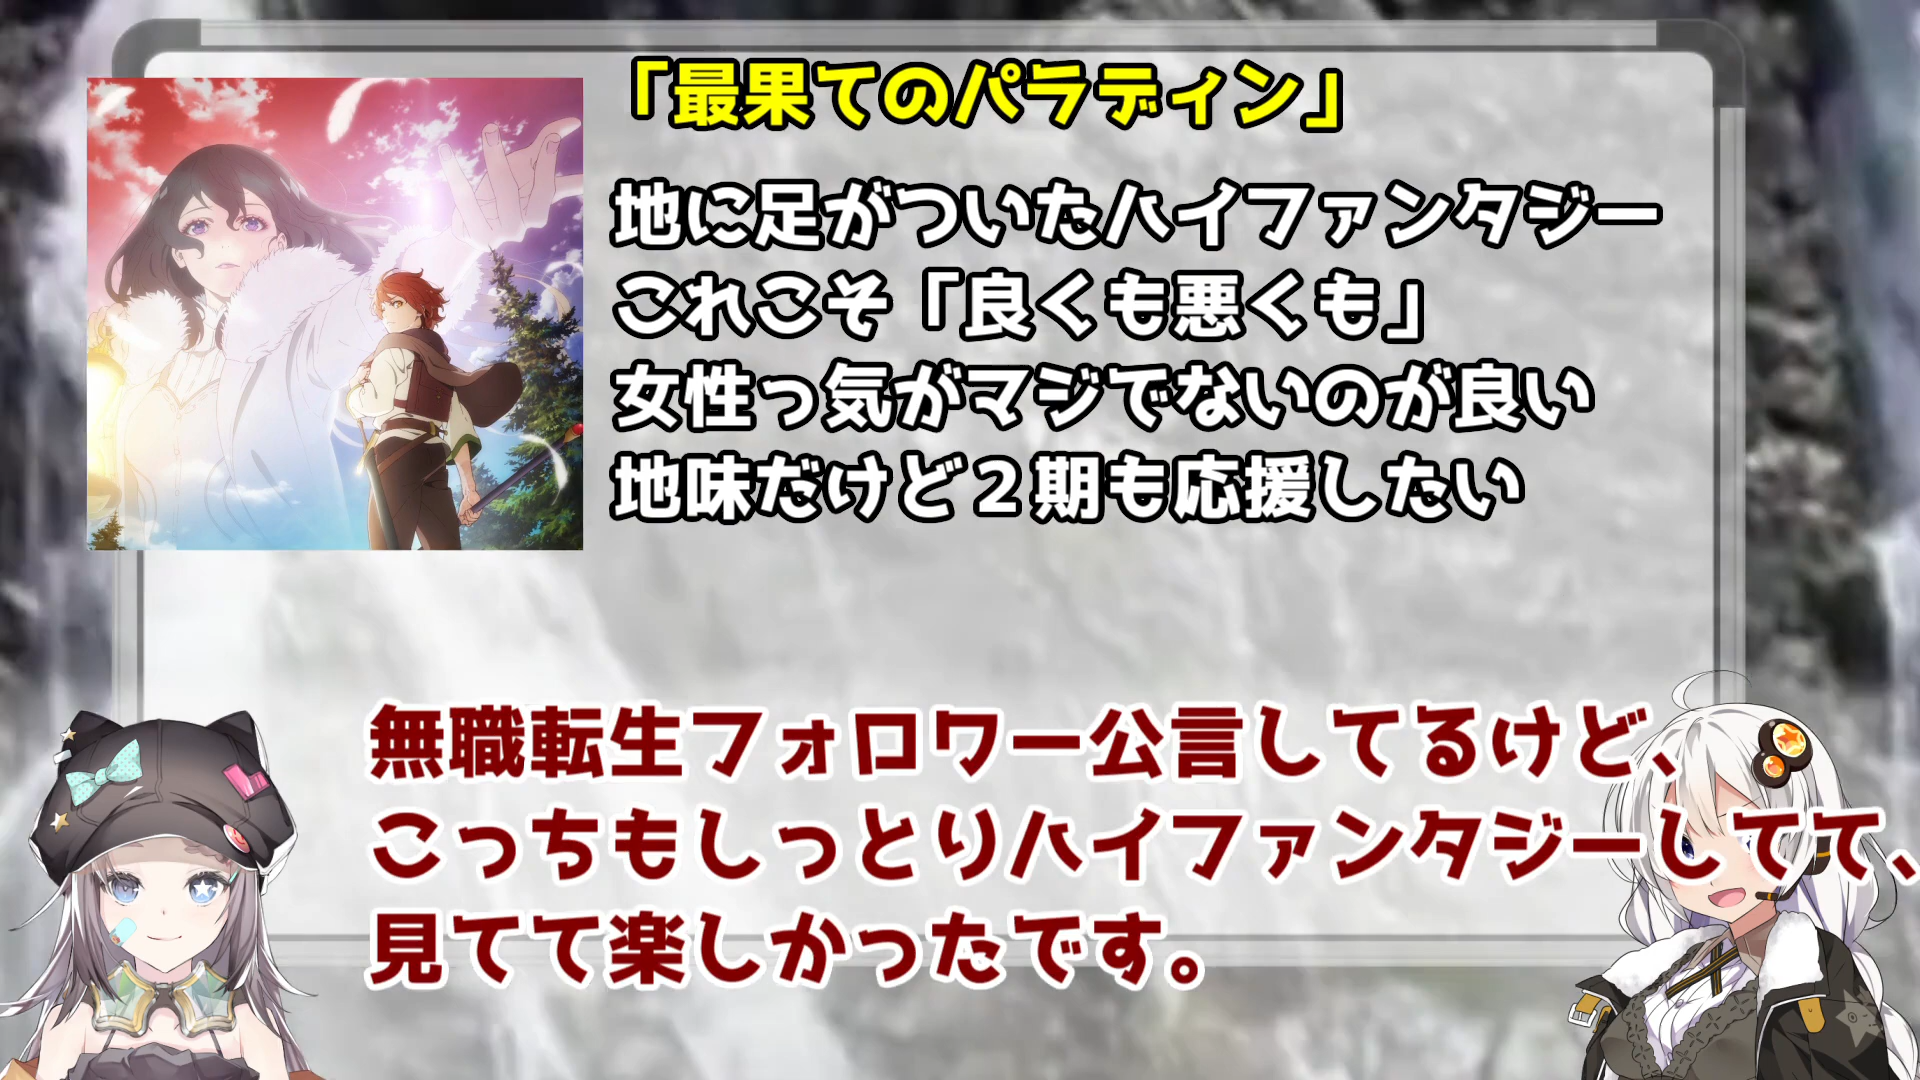 「最果てのパラディン」
地に足がついたハイファンタジー
これこそ「良くも悪くも」
女性っ気がマジでないのが良い
地味だけど２期も応援したい
無職転生フォロワー公言してるけど、
こっちもしっとりハイファンタジーしてて、
見てて楽しかったです。